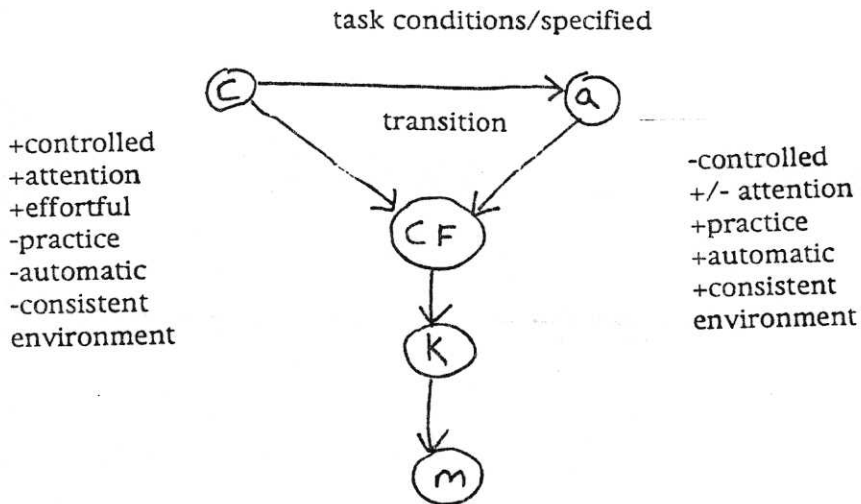 task conditions/specified
C
a
transition
+controlled
+attention
+effortful
-practice
-automatic
-consistent
environment
-controlled
+/- attention
+practice
+automatic
+consistent
environment
CF
K
m